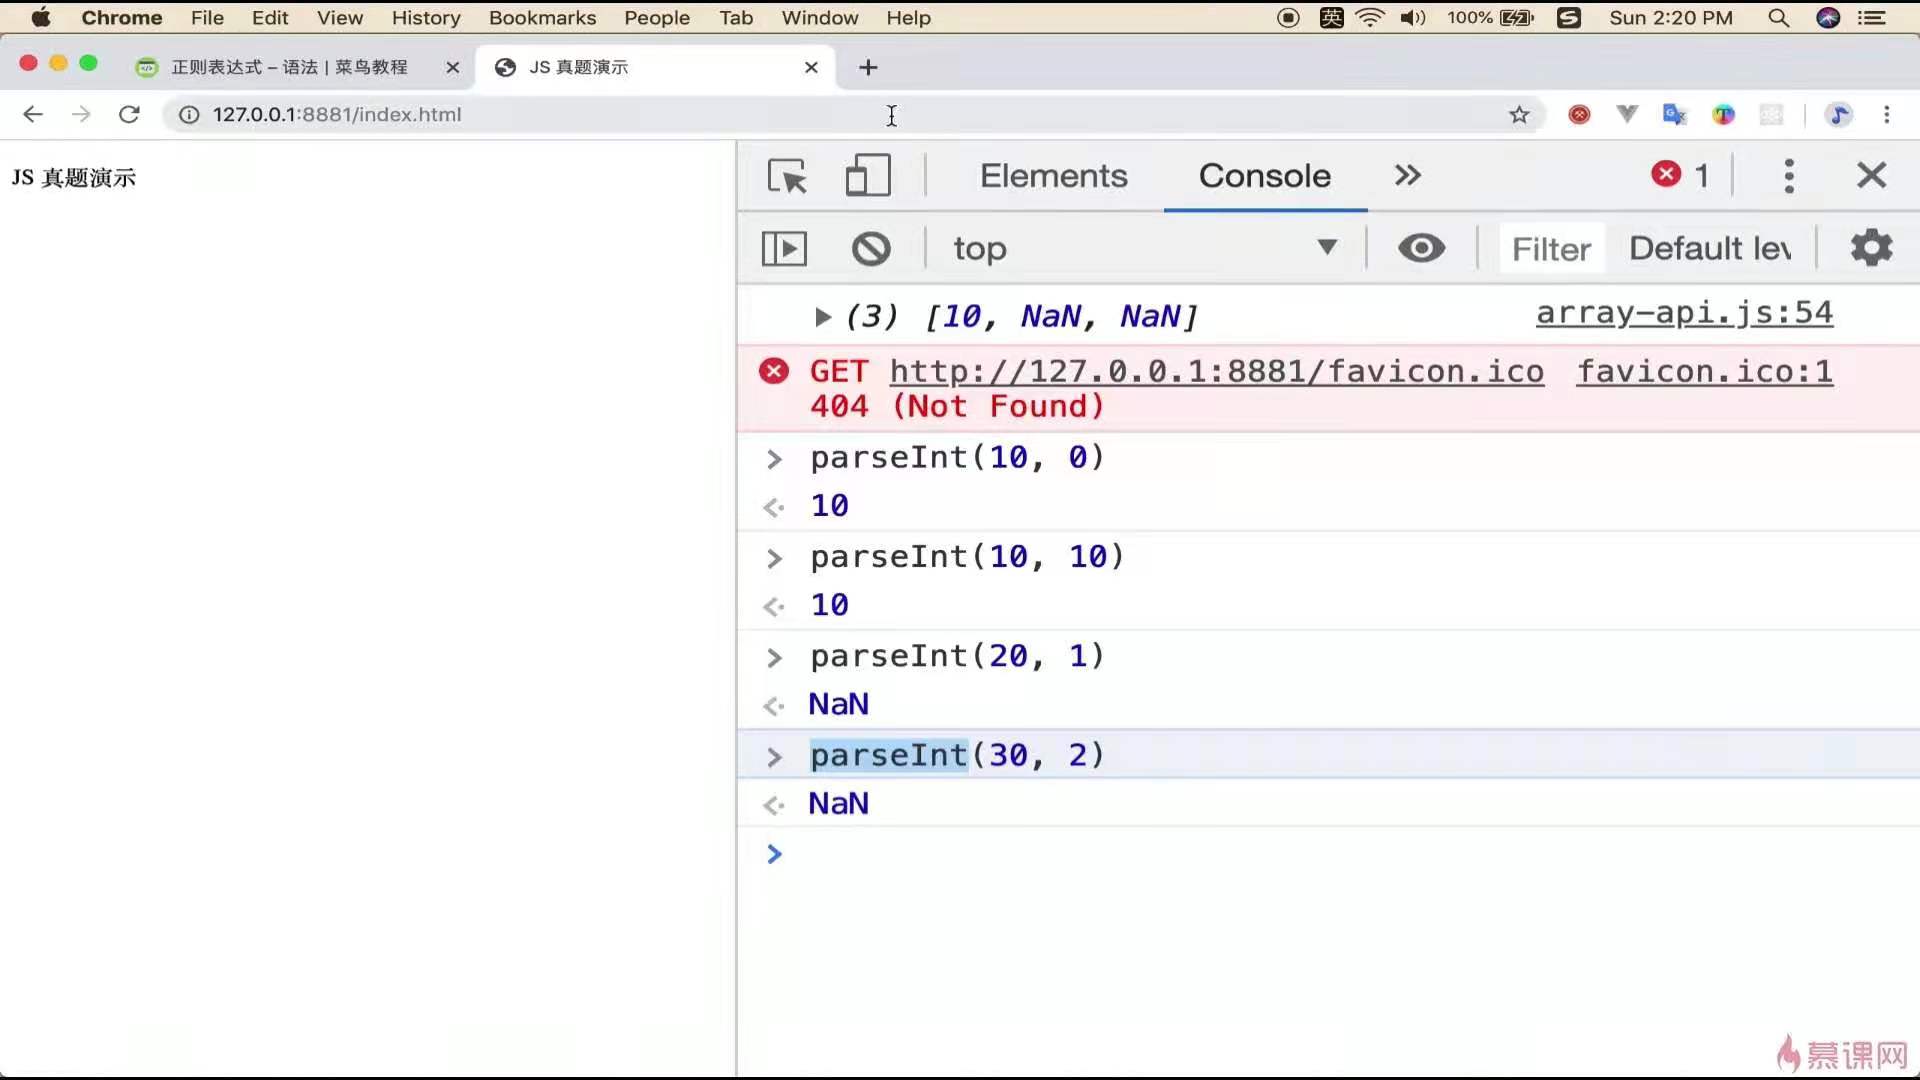 Chrome File Edit View History Bookmarks People Tab Window Help 英 100% Sun 2:20 PM
正则表达式 – 语法 | 菜鸟教程 JS 真题演示
127.0.0.1:8881/index.html
JS 真题演示
Elements Console 1
top Filter Default lev
(3) [10, NaN, NaN] array-api.js:54
GET http://127.0.0.1:8881/favicon.ico favicon.ico:1
404 (Not Found)
> parseInt(10, 0)
10
> parseInt(10, 10)
10
> parseInt(20, 1)
NaN
> parseInt(30, 2)
NaN
>
慕课网